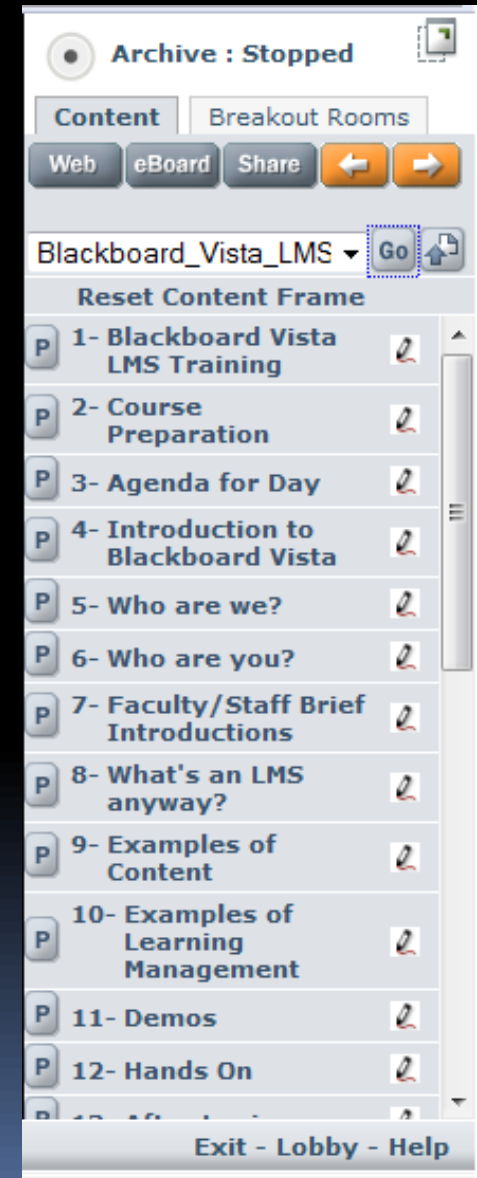 Archive : Stopped
Content Breakout Rooms
Web eBoard Share
Blackboard_Vista_LMS Go
Reset Content Frame
P 1- Blackboard Vista
LMS Training
P 2- Course
Preparation
P 3- Agenda for Day
P 4- Introduction to
Blackboard Vista
P 5- Who are we?
P 6- Who are you?
P 7- Faculty/Staff Brief
Introductions
P 8- What's an LMS
anyway?
P 9- Examples of
Content
P 10- Examples of
Learning
Management
P 11- Demos
P 12- Hands On
Exit - Lobby - Help